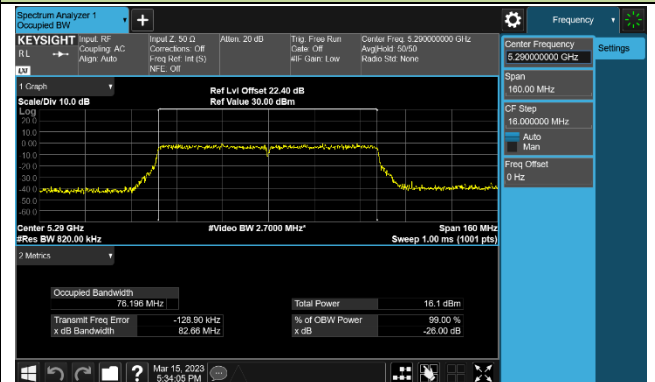 Spectrum Analyzer 1
Occupied BW
Frequency
KEYSIGHT
Input: RF
Input Z: 50 Ω
Atten: 20 dB
Trig: Free Run
Center Freq: 5.290000000 GHz
RL
Coupling: AC
Corrections: Off
Gate: Off
Avg|Hold: 50/50
Align: Auto
Freq Ref: Int (S)
#IF Gain: Low
Radio Std: None
NFE: Off
LXI
Center Frequency
5.290000000 GHz
Settings
Span
160.00 MHz
CF Step
16.000000 MHz
Auto
Man
Freq Offset
0 Hz
1 Graph
Ref Lvl Offset 22.40 dB
Scale/Div 10.0 dB
Ref Value 30.00 dBm
Log
20.0
10.0
0.00
-10.0
-20.0
-30.0
-40.0
-50.0
-60.0
Center 5.29 GHz
#Video BW 2.7000 MHz*
Span 160 MHz
#Res BW 820.00 kHz
Sweep 1.00 ms (1001 pts)
2 Metrics
Occupied Bandwidth
76.196 MHz
Total Power
16.1 dBm
Transmit Freq Error
-128.90 kHz
% of OBW Power
99.00 %
x dB Bandwidth
82.66 MHz
x dB
-26.00 dB
Mar 15, 2023
5:34:05 PM